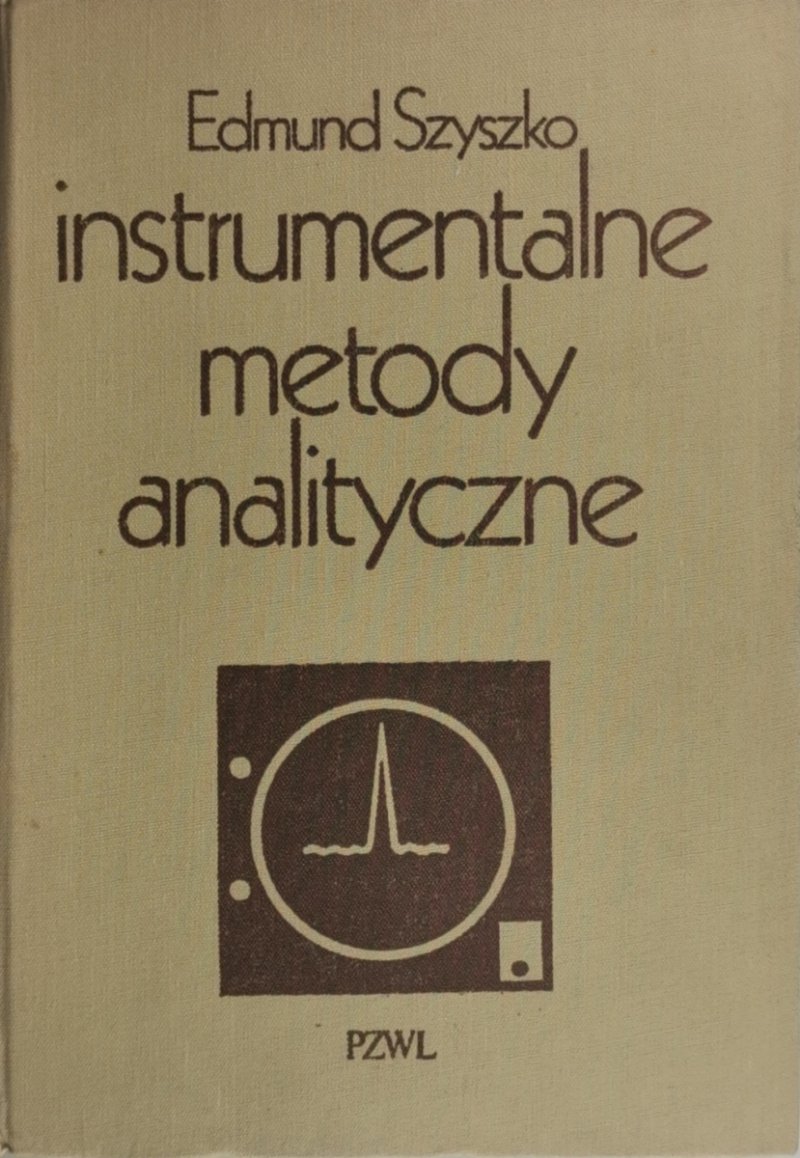 Edmund Szyszko
instrumentalne
metody
analityczne
PZWL